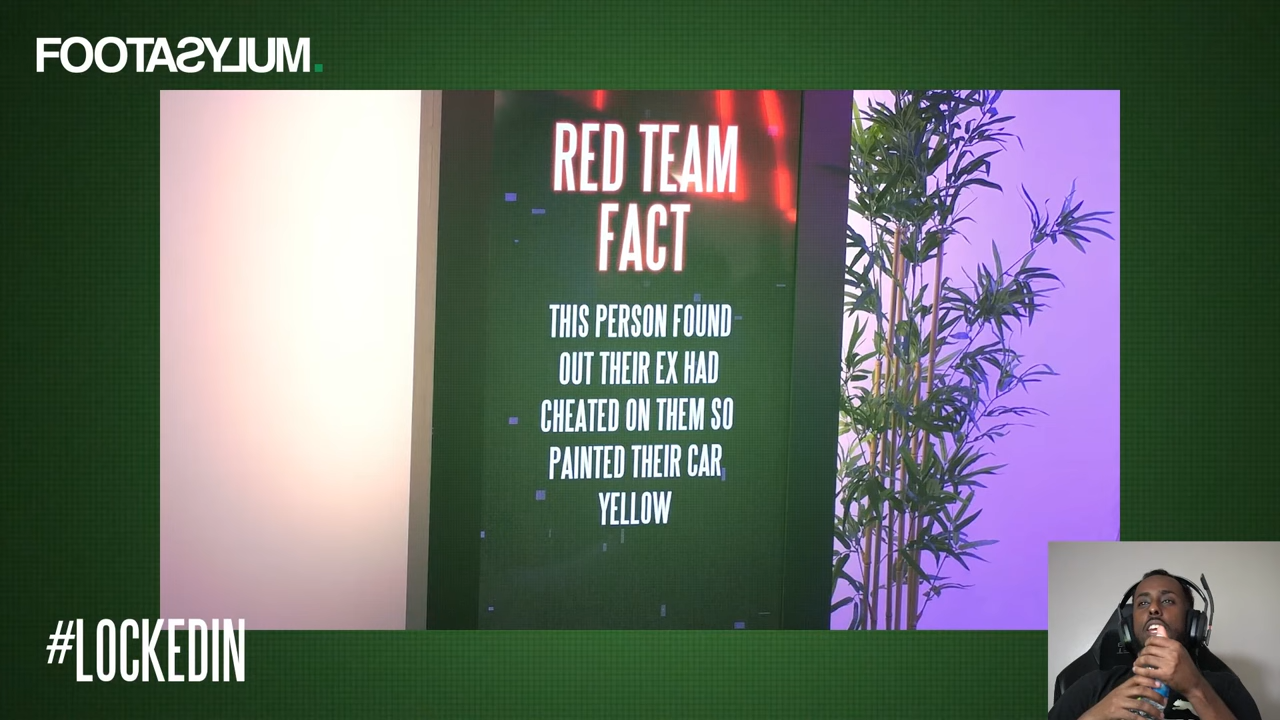 FOOTASYLUM.
RED TEAM
FACT
THIS PERSON FOUND
OUT THEIR EX HAD
CHEATED ON THEM SO
PAINTED THEIR CAR
YELLOW
#LOCKEDIN